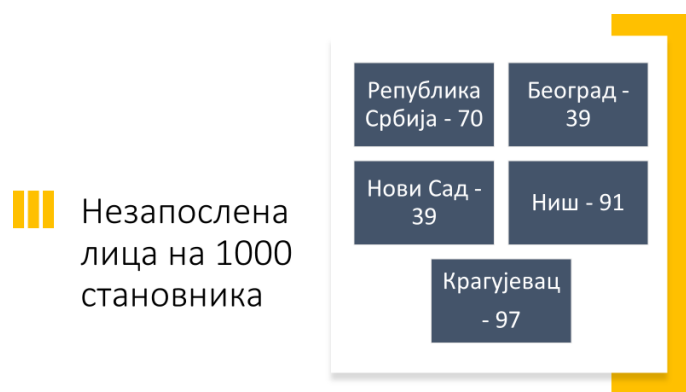 Незапослена
лица на 1000
становника
Република
Србија - 70
Београд -
39
Нови Сад -
39
Ниш - 91
Крагујевац
- 97